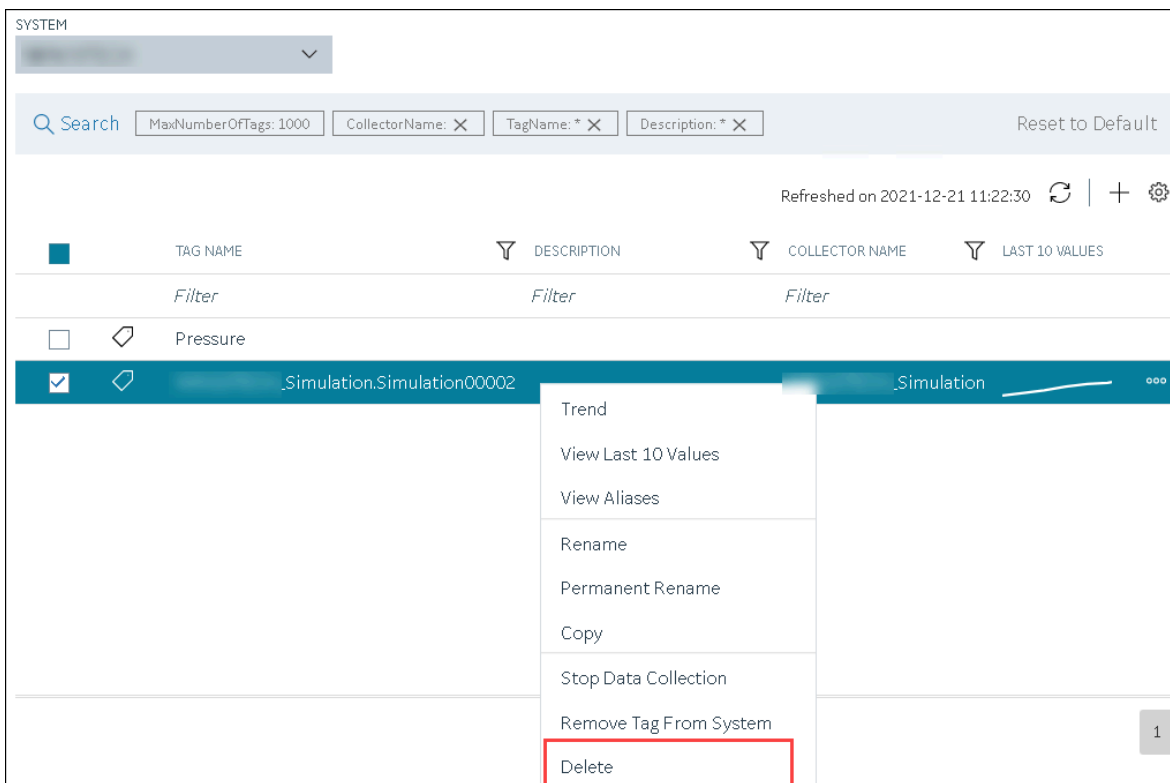 SYSTEM
Search MaxNumberOfTags: 1000 CollectorName: TagName: * Description: * Reset to Default
Refreshed on 2021-12-21 11:22:30
TAG NAME DESCRIPTION COLLECTOR NAME LAST 10 VALUES
Filter Filter Filter
Pressure
_Simulation.Simulation00002 _Simulation
Trend
View Last 10 Values
View Aliases
Rename
Permanent Rename
Copy
Stop Data Collection
Remove Tag From System
1
Delete